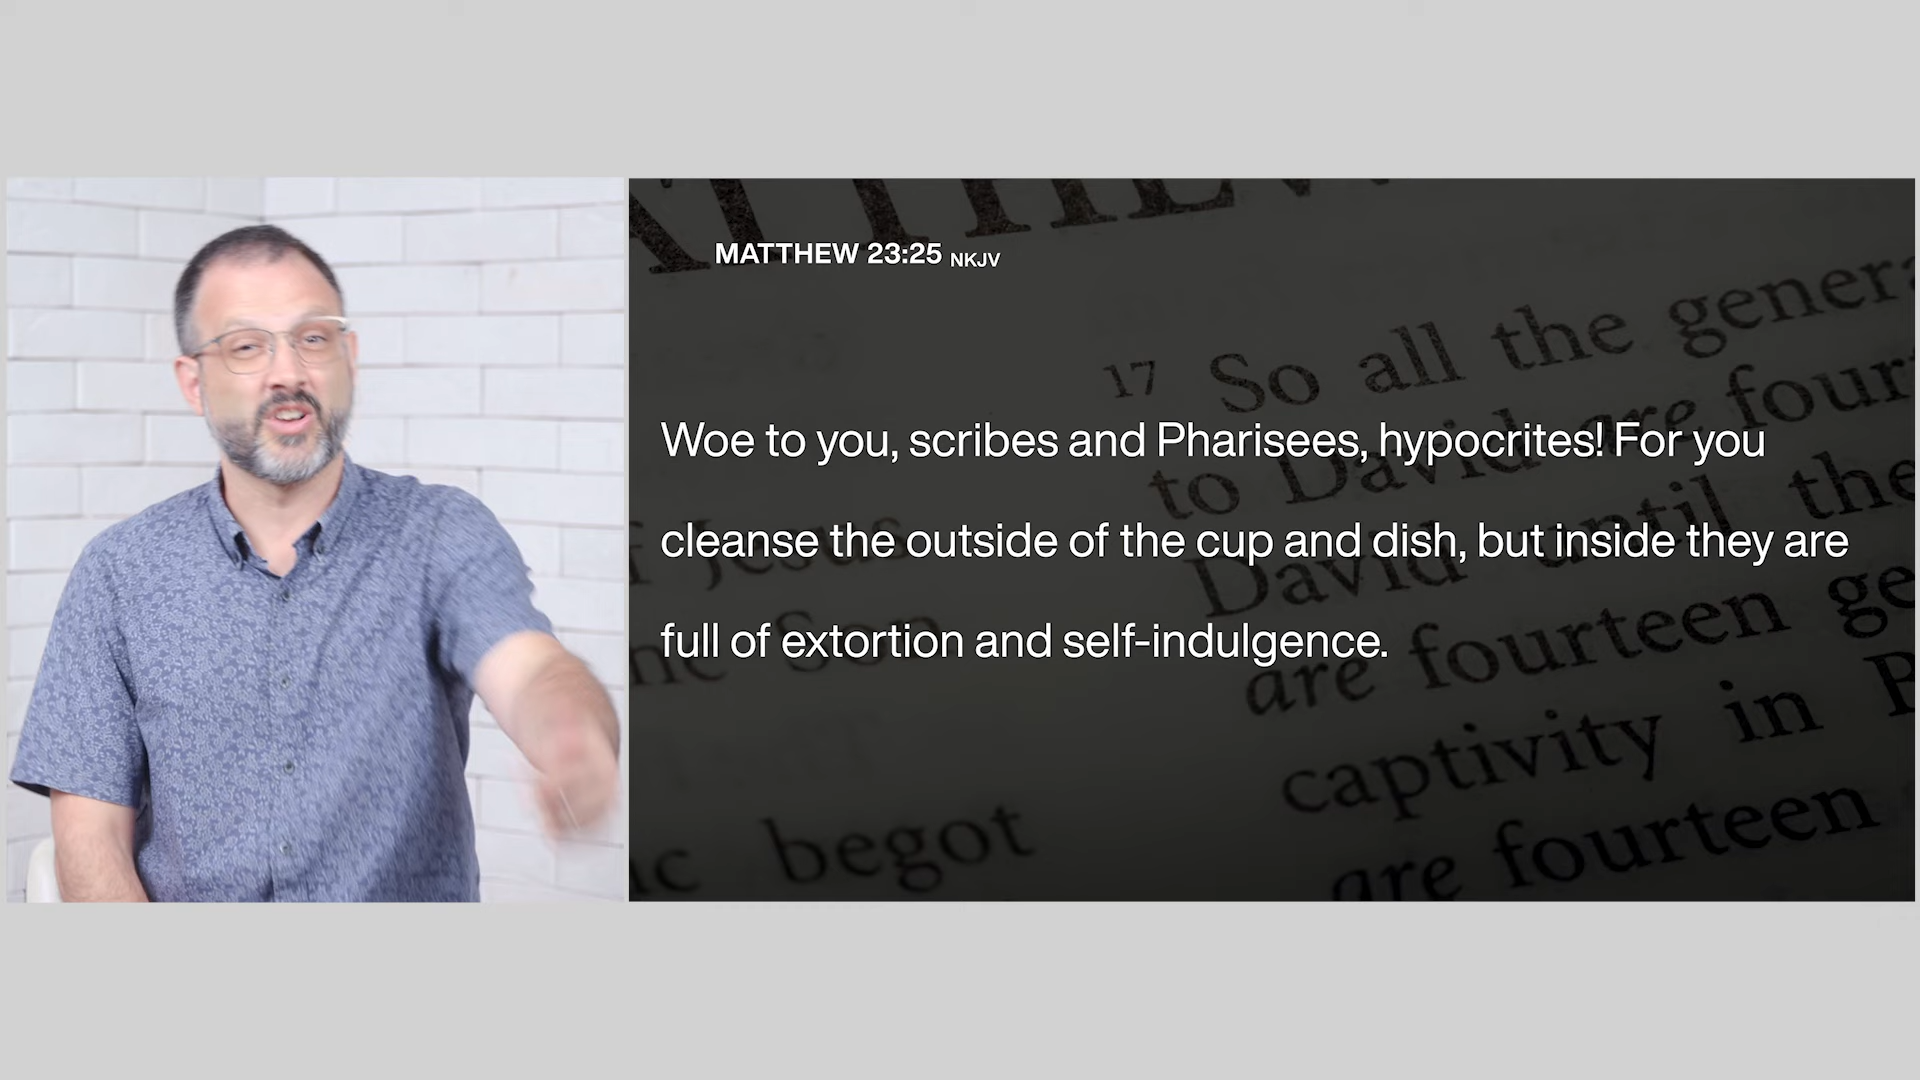 MATTHEW 23:25 NKJV
Woe to you, scribes and Pharisees, hypocrites! For you
cleanse the outside of the cup and dish, but inside they are
full of extortion and self-indulgence.
17 So all the genera
to David are four
David until the
are fourteen ge
captivity in
are fourteen
f Jesus
Son
begot